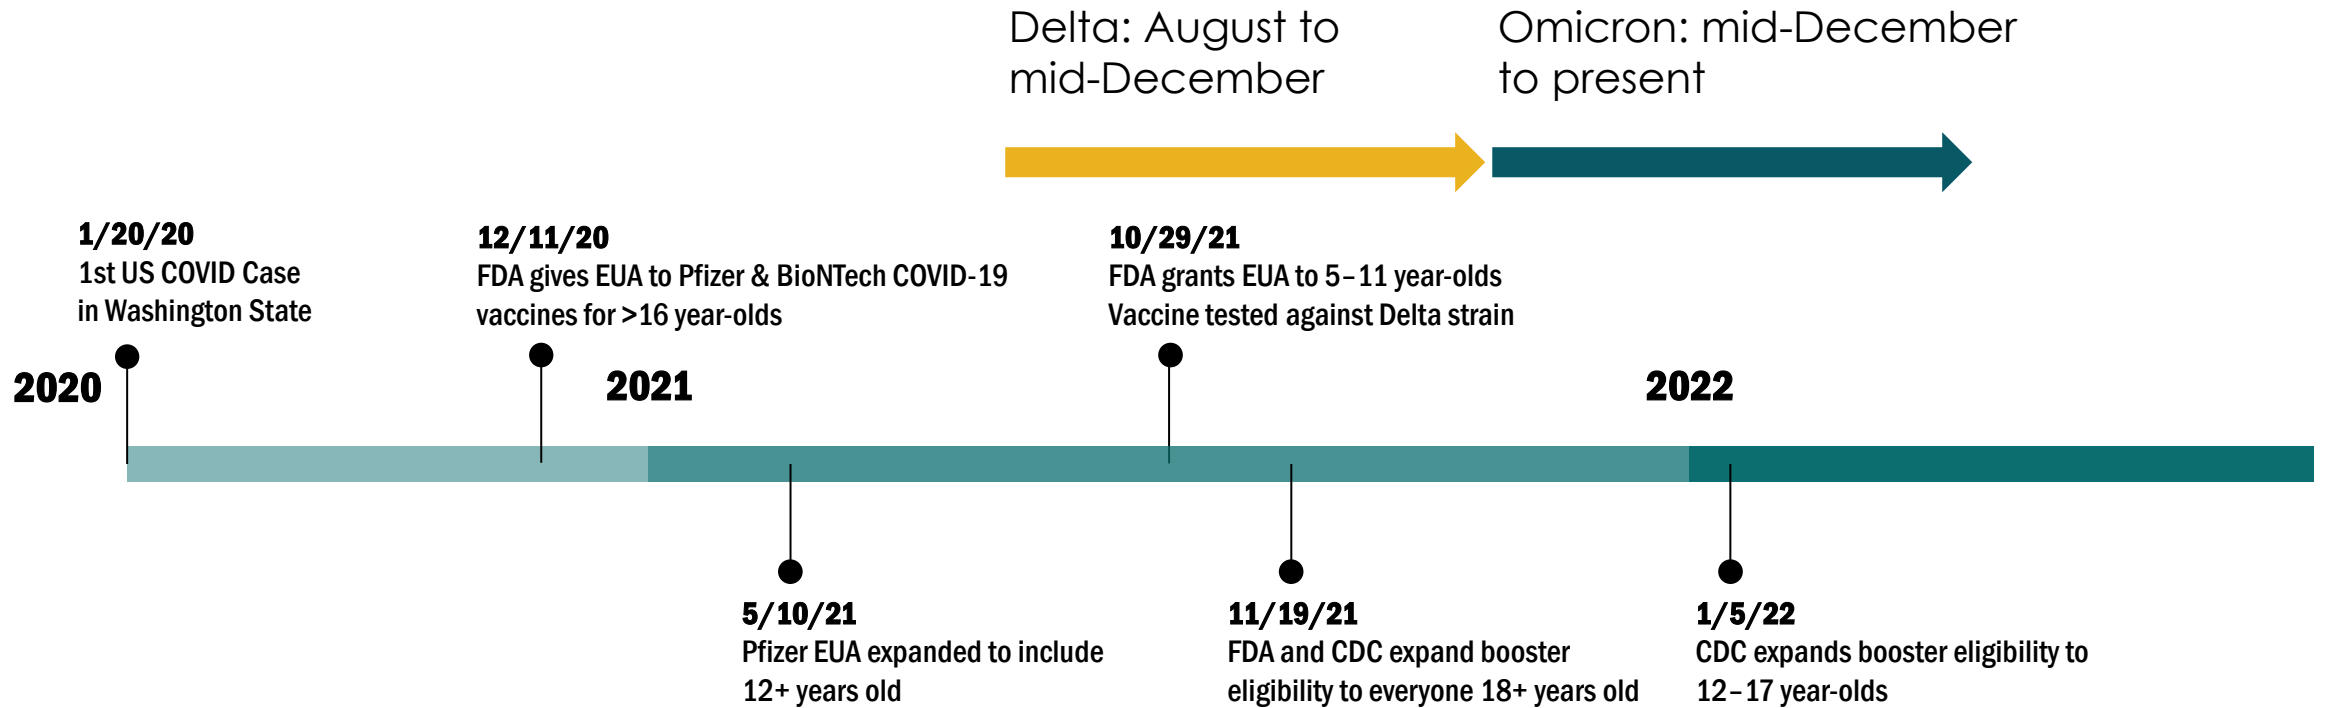 Delta: August to
mid-December
Omicron: mid-December
to present
1/20/20
1st US COVID Case
in Washington State
12/11/20
FDA gives EUA to Pfizer & BioNTech COVID-19
vaccines for >16 year-olds
10/29/21
FDA grants EUA to 5–11 year-olds
Vaccine tested against Delta strain
2020
2021
2022
5/10/21
Pfizer EUA expanded to include
12+ years old
11/19/21
FDA and CDC expand booster
eligibility to everyone 18+ years old
1/5/22
CDC expands booster eligibility to
12–17 year-olds